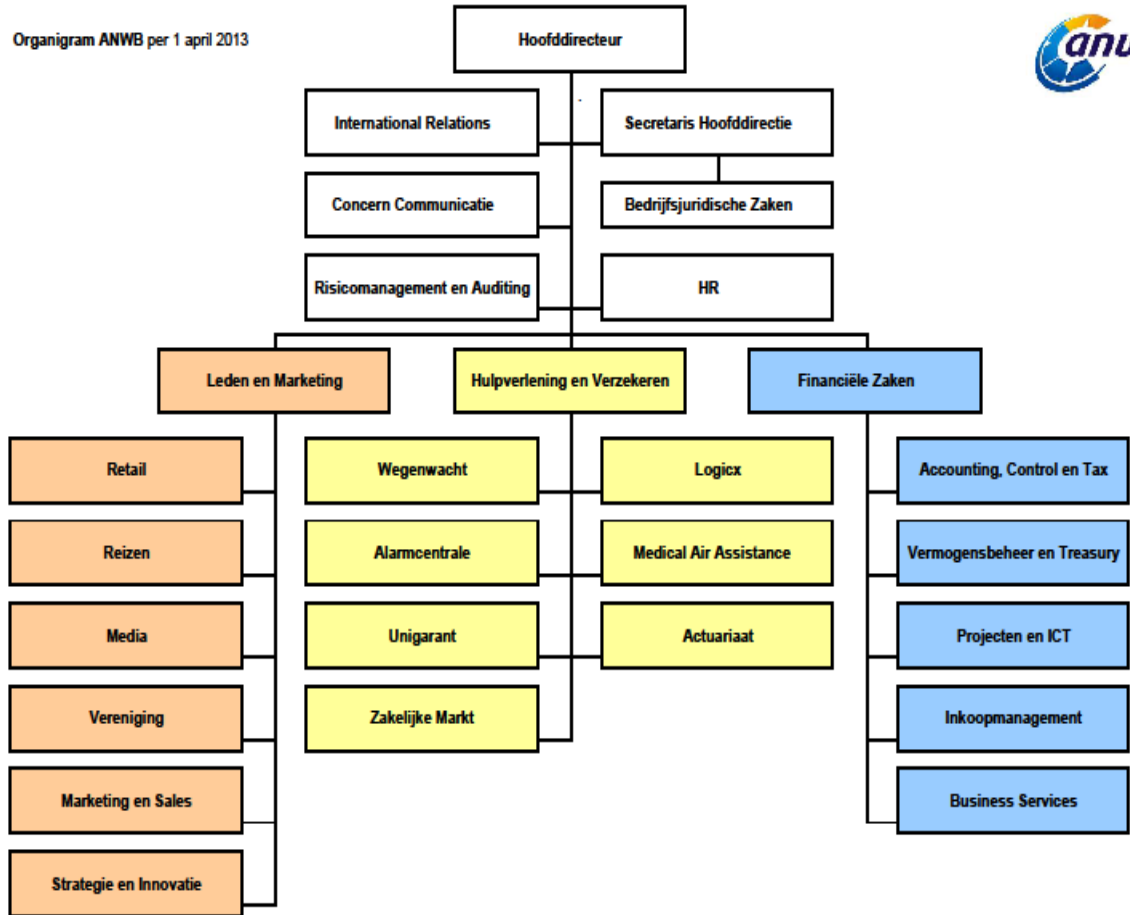 Organigram ANWB per 1 april 2013
Hoofddirecteur
International Relations
Secretaris Hoofddirectie
Concern Communicatie
Bedrijfsjuridische Zaken
Risicomanagement en Auditing
HR
Leden en Marketing
Hulpverlening en Verzekeren
Financiële Zaken
Retail
Wegenwacht
Logicx
Accounting, Control en Tax
Reizen
Alarmcentrale
Medical Air Assistance
Vermogensbeheer en Treasury
Media
Unigarant
Actuariaat
Projecten en ICT
Vereniging
Zakelijke Markt
Inkoopmanagement
Marketing en Sales
Business Services
Strategie en Innovatie